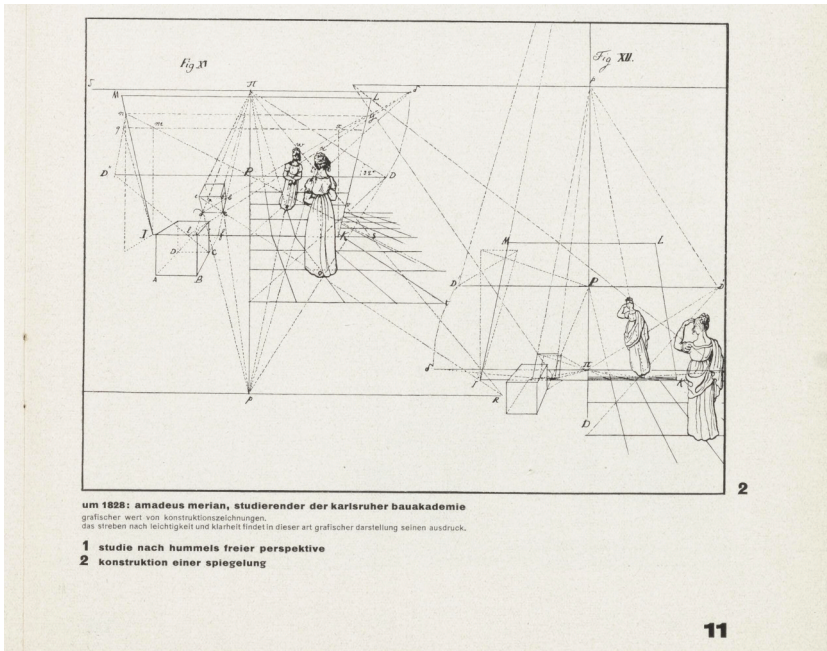 Fig XI
Fig XII.
2
um 1828: amadeus merian, studierender der karlsruher bauakademie
grafischer wert von konstruktionszeichnungen.
das streben nach leichtigkeit und klarheit findet in dieser art grafischer darstellung seinen ausdruck.
1 studie nach hummels freier perspektive
2 konstruktion einer spiegelung
11